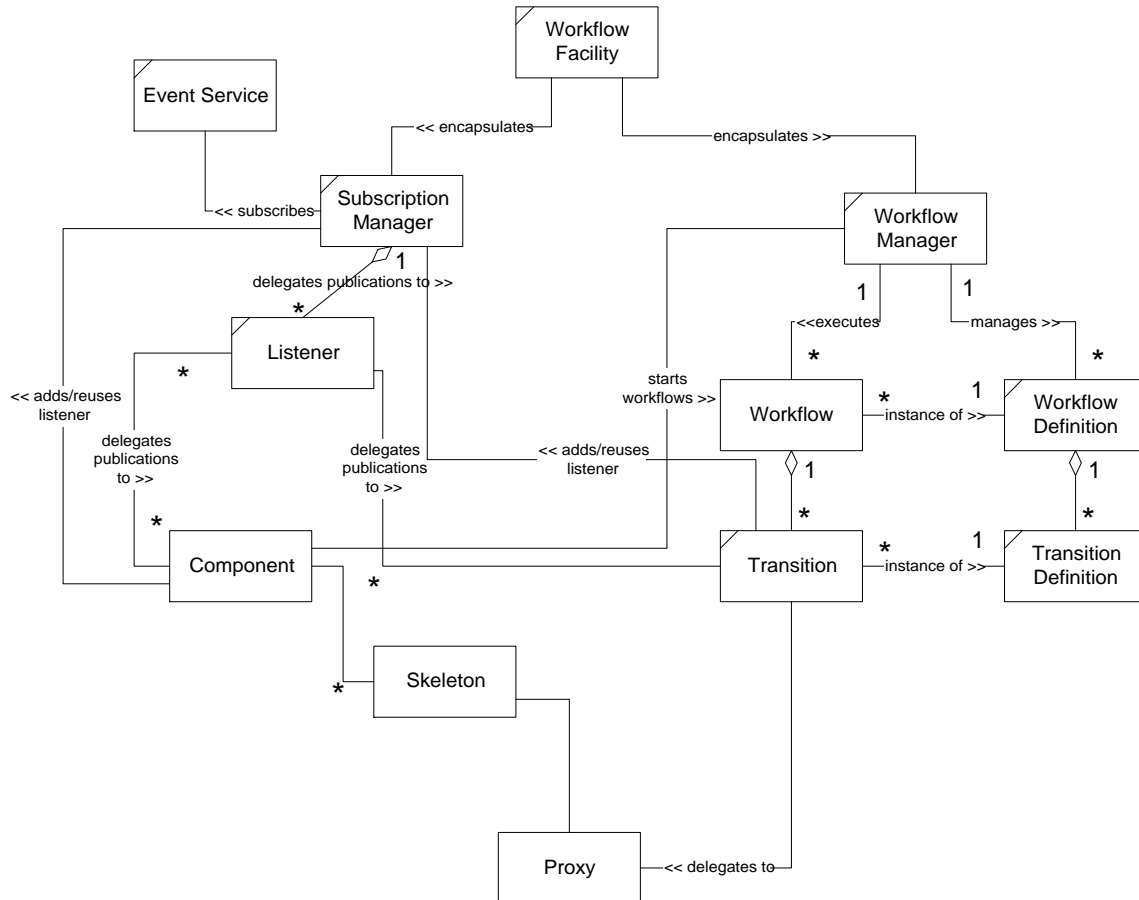 Workflow
Facility
Event Service
<< encapsulates
encapsulates >>
Subscription
Manager
<< subscribes
Workflow
Manager
1
delegates publications to >>
*
1
1
<<executes
manages >>
Listener
*
*
*
<< adds/reuses
listener
starts
workflows >>
Workflow
*
instance of >>
1
Workflow
Definition
delegates
publications
to >>
delegates
publications
to >>
<< adds/reuses
listener
1
1
*
*
*
Component
*
Transition
*
instance of >>
1
Transition
Definition
Skeleton
*
Proxy
<< delegates to